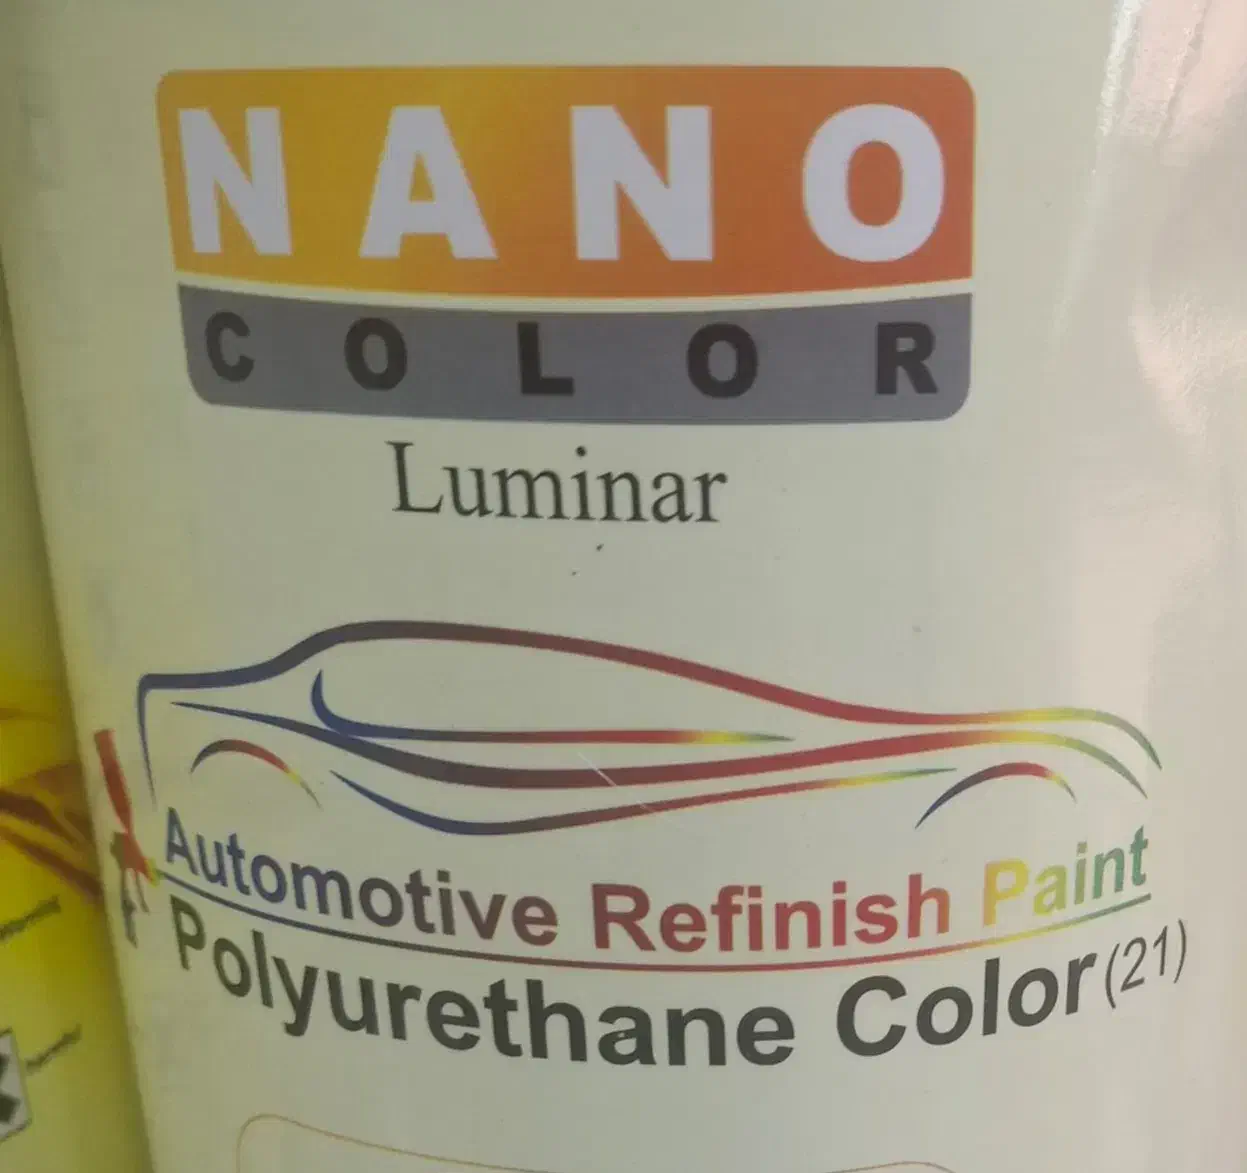 NANO
COLOR
Luminar
Automotive Refinish Paint
Polyurethane Color (21)